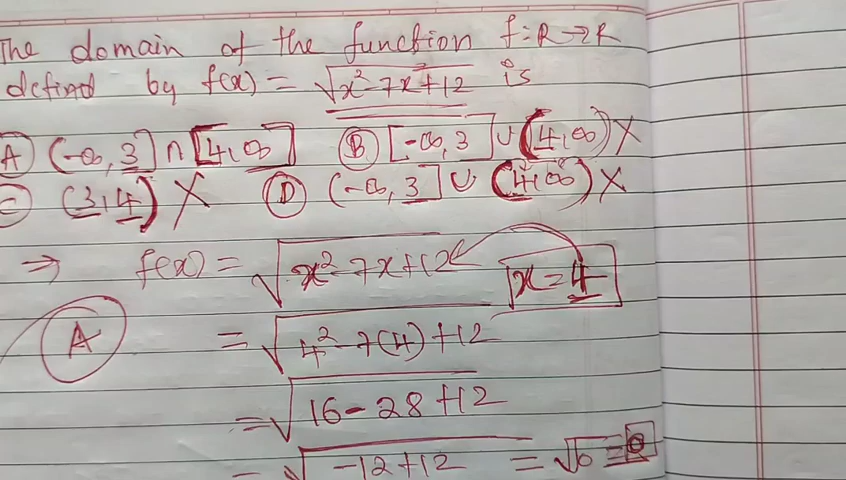 The domain of the function f:R→R
defined by f(x) = √x²-7x²+12 is
A (-∞, 3] ∩ [4,∞] B [-∞, 3] ∪ (4,∞) X
C (3,4) X D (-∞, 3] ∪ (4,∞) X
⇒ f(x) = √x²-7x+12 x=4
A = √4²-7(4)+12
= √16-28+12
= √-12+12 = √0 = 0